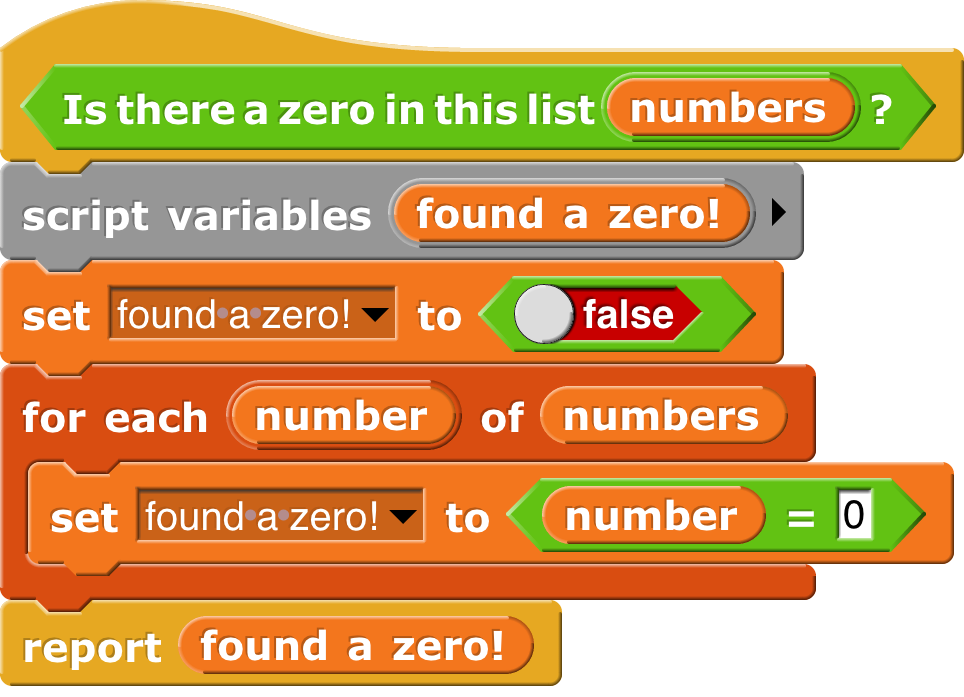 Is there a zero in this list numbers ?
script variables found a zero!
set found a zero! to false
for each number of numbers
set found a zero! to number = 0
report found a zero!